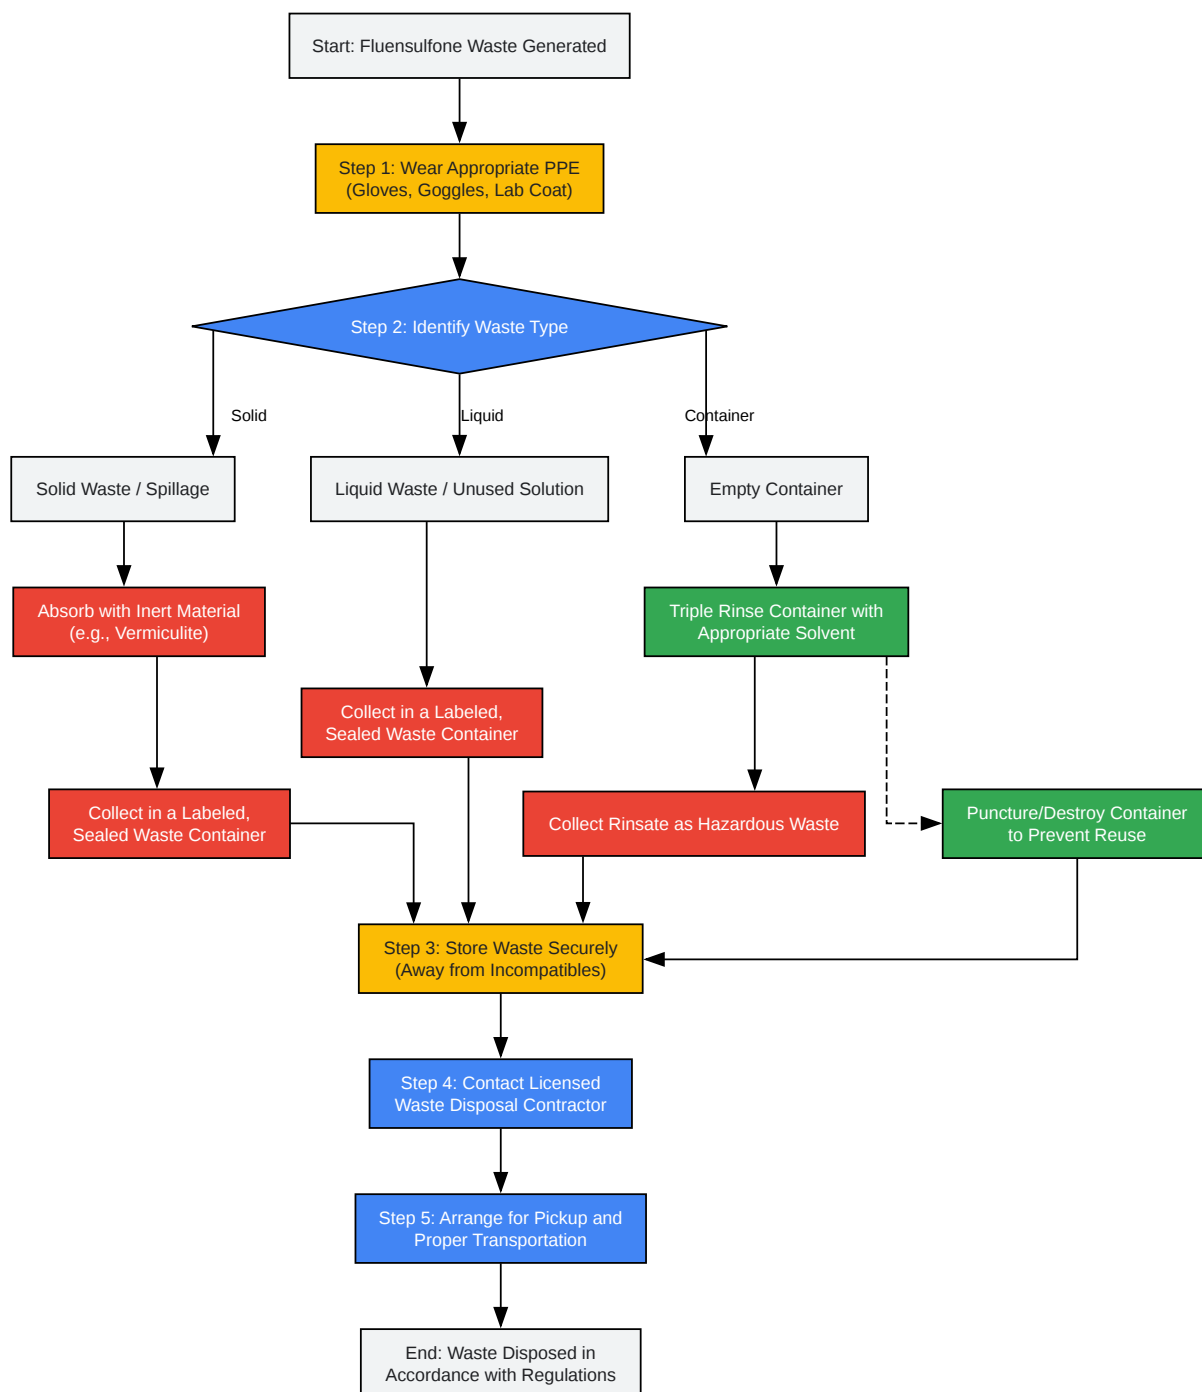 Start: Fluensulfone Waste Generated
Step 1: Wear Appropriate PPE
(Gloves, Goggles, Lab Coat)
Step 2: Identify Waste Type
Solid
Liquid
Container
Solid Waste / Spillage
Liquid Waste / Unused Solution
Empty Container
Absorb with Inert Material
(e.g., Vermiculite)
Triple Rinse Container with
Appropriate Solvent
Collect in a Labeled,
Sealed Waste Container
Collect in a Labeled,
Sealed Waste Container
Collect Rinsate as Hazardous Waste
Puncture/Destroy Container
to Prevent Reuse
Step 3: Store Waste Securely
(Away from Incompatibles)
Step 4: Contact Licensed
Waste Disposal Contractor
Step 5: Arrange for Pickup and
Proper Transportation
End: Waste Disposed in
Accordance with Regulations